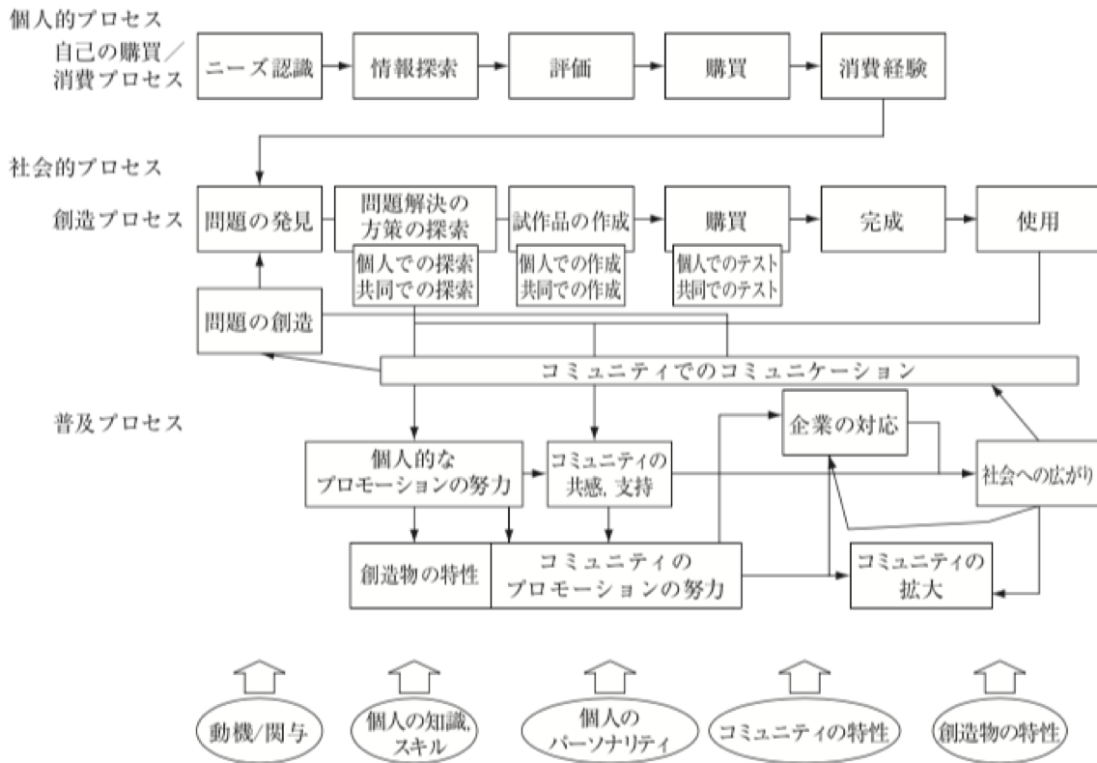 個人的プロセス
自己の購買／
消費プロセス
ニーズ認識
情報探索
評価
購買
消費経験
社会的プロセス
創造プロセス
問題の発見
問題解決の
方策の探索
試作品の作成
購買
完成
使用
個人での探索
共同での探索
個人での作成
共同での作成
個人でのテスト
共同でのテスト
問題の創造
コミュニティでのコミュニケーション
普及プロセス
企業の対応
個人的な
プロモーションの努力
コミュニティの
共感，支持
社会への広がり
創造物の特性
コミュニティの
プロモーションの努力
コミュニティの
拡大
動機/関与
個人の知識，
スキル
個人の
パーソナリティ
コミュニティの特性
創造物の特性